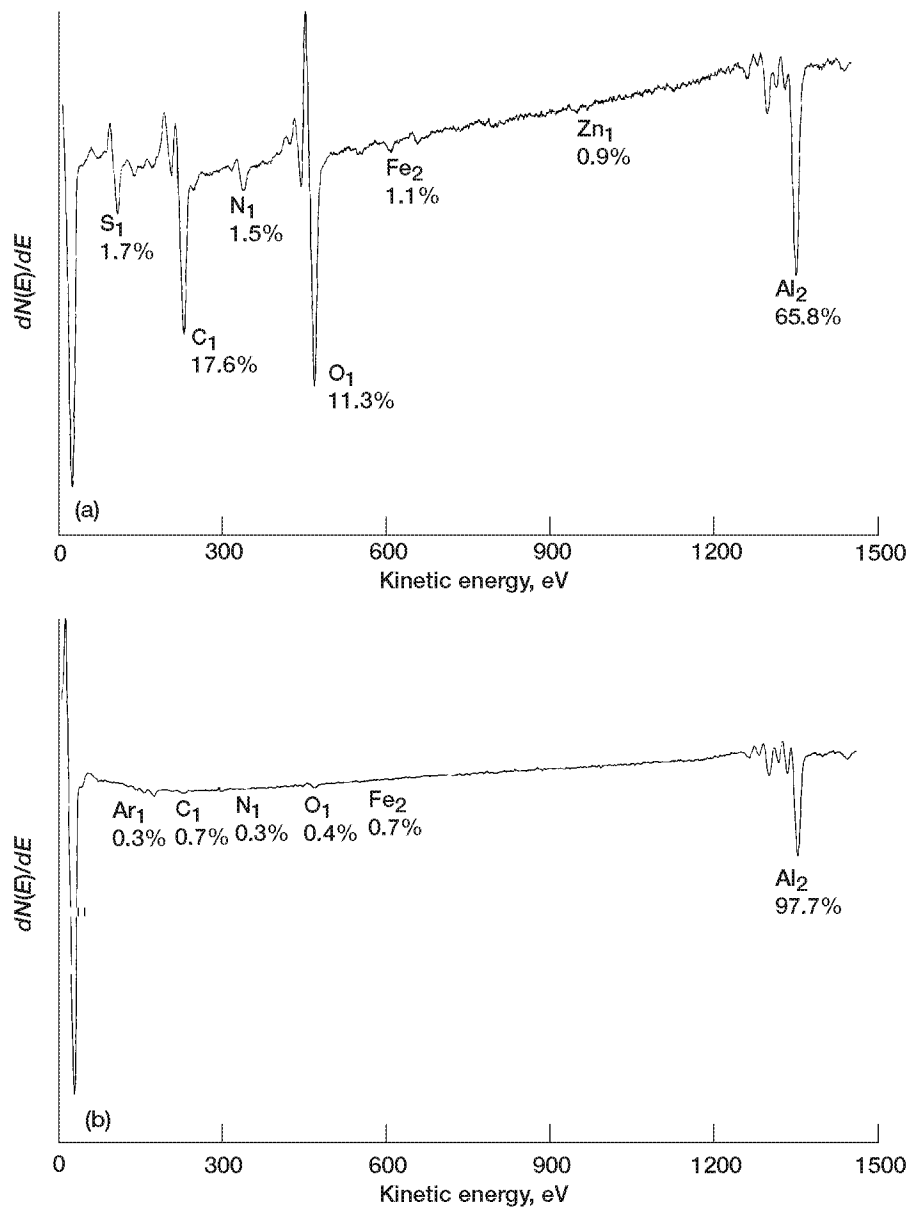 dN(E)/dE
S1
1.7%
C1
17.6%
N1
1.5%
O1
11.3%
Fe2
1.1%
Zn1
0.9%
Al2
65.8%
(a)
0 300 600 900 1200 1500
Kinetic energy, eV
dN(E)/dE
Ar1 C1 N1 O1 Fe2
0.3% 0.7% 0.3% 0.4% 0.7%
Al2
97.7%
(b)
0 300 600 900 1200 1500
Kinetic energy, eV